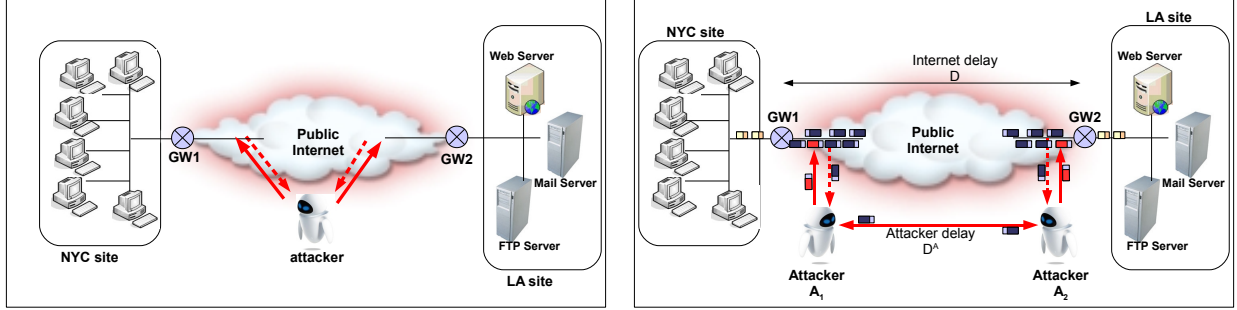 Web Server
Public
Internet
GW1
GW2
Mail Server
FTP Server
NYC site
attacker
LA site
LA site
NYC site
Internet delay
D
Web Server
GW1
GW2
Public
Internet
Mail Server
Attacker delay
Dᴬ
FTP Server
Attacker
A₁
Attacker
A₂